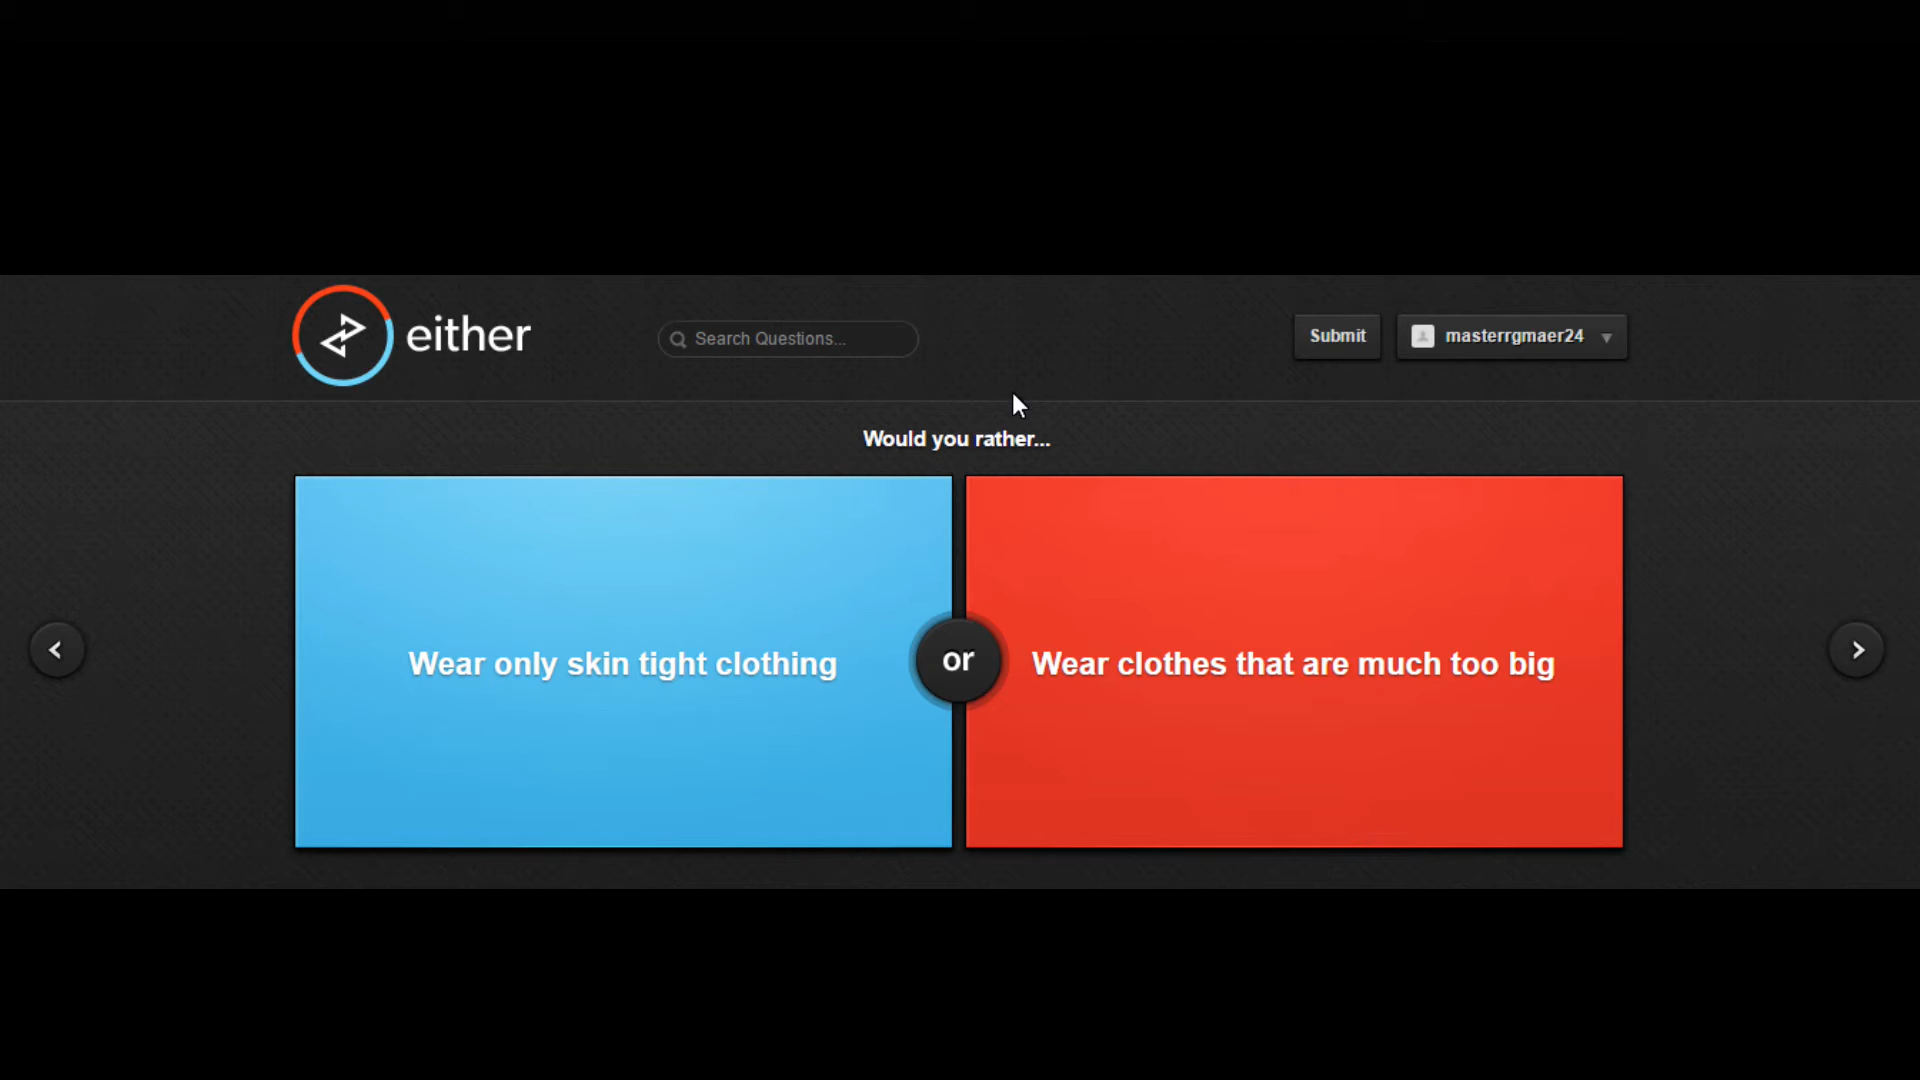 either
Search Questions...
Submit
masterrgmaer24
Would you rather...
Wear only skin tight clothing
or
Wear clothes that are much too big